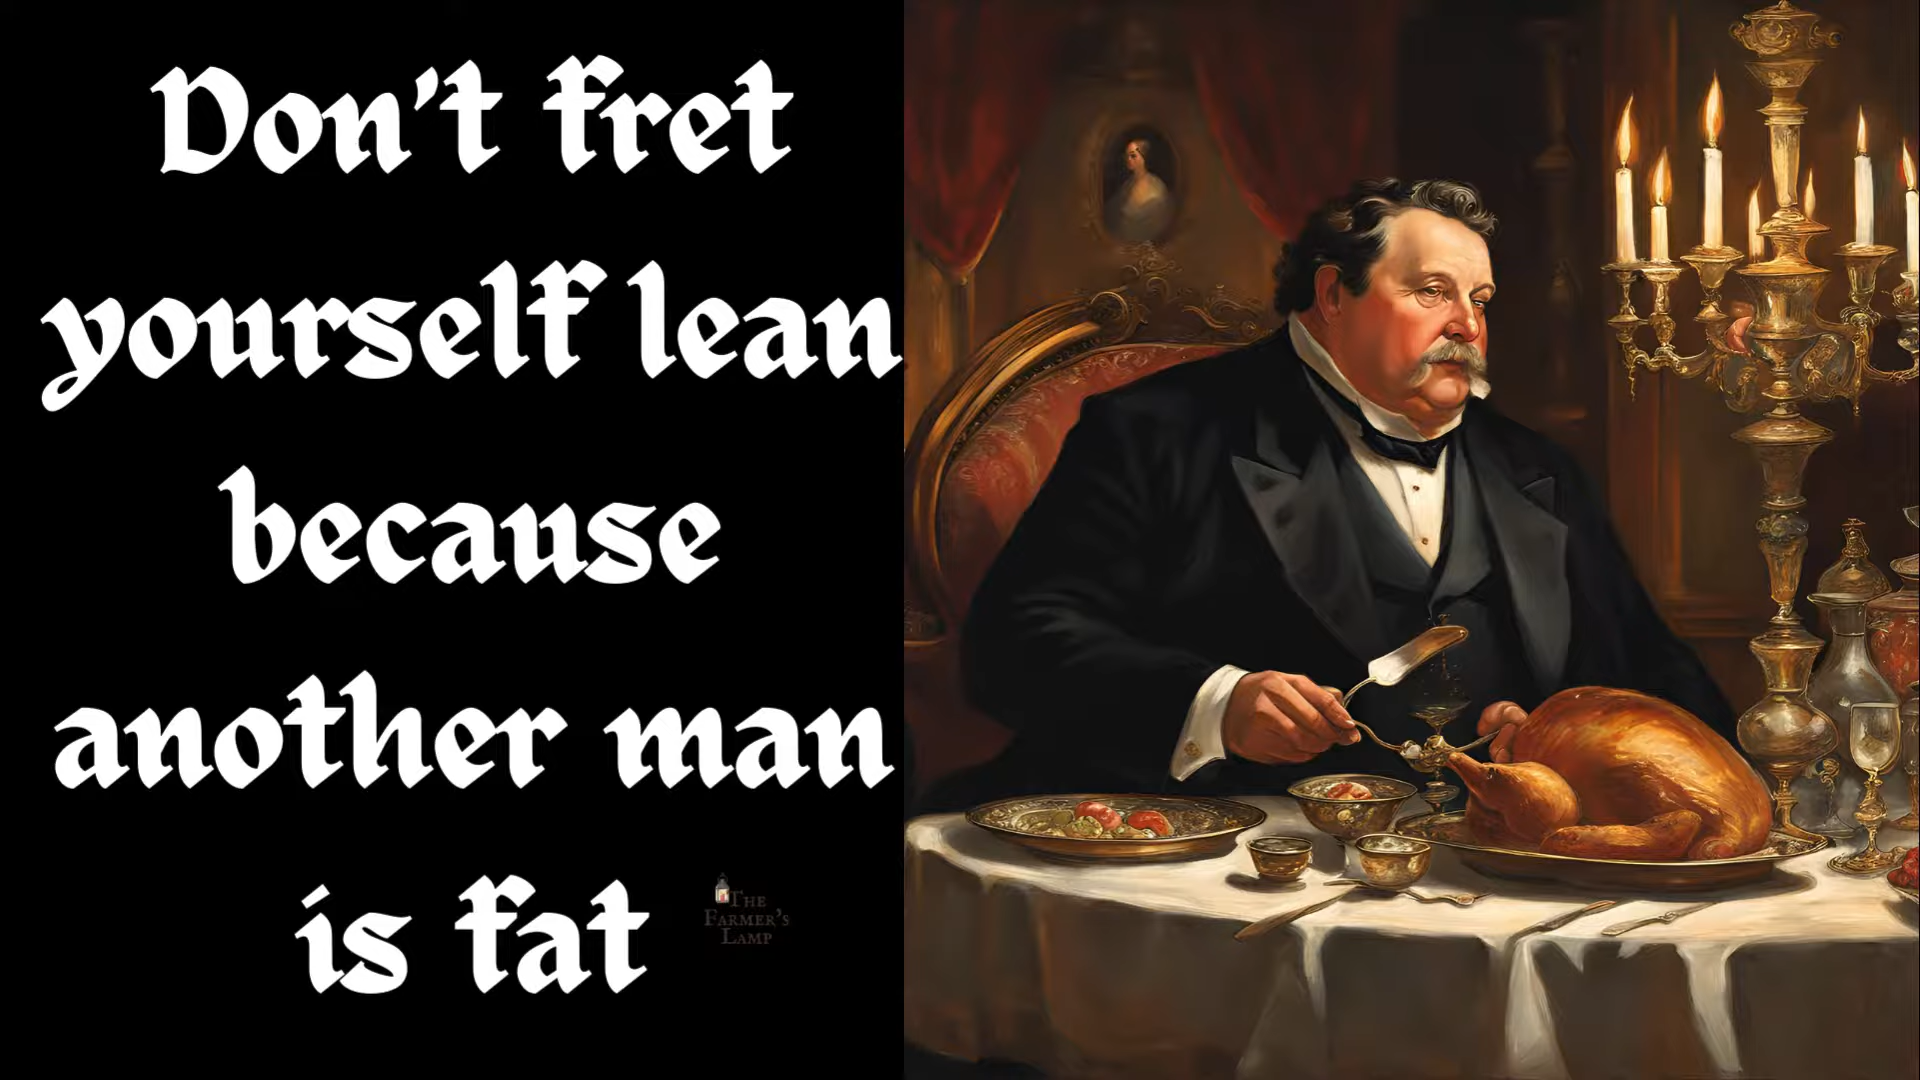 Don't fret
yourself lean
because
another man
is fat
The
Farmer's
Lamp